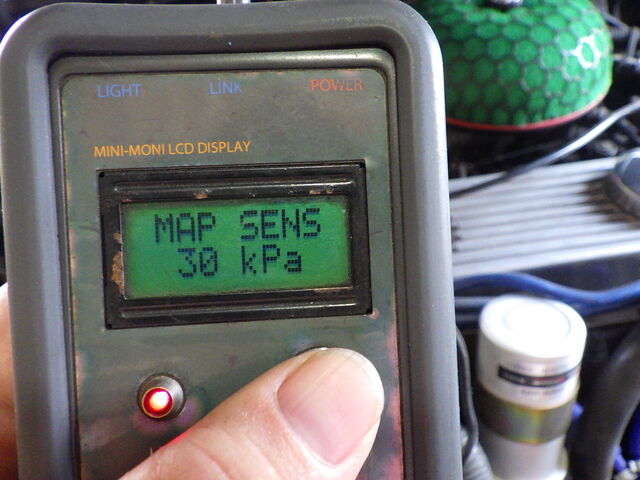 LIGHT LiNK POWER
MINI-MONI LCD DISPLAY
MAP SENS
30 kPa